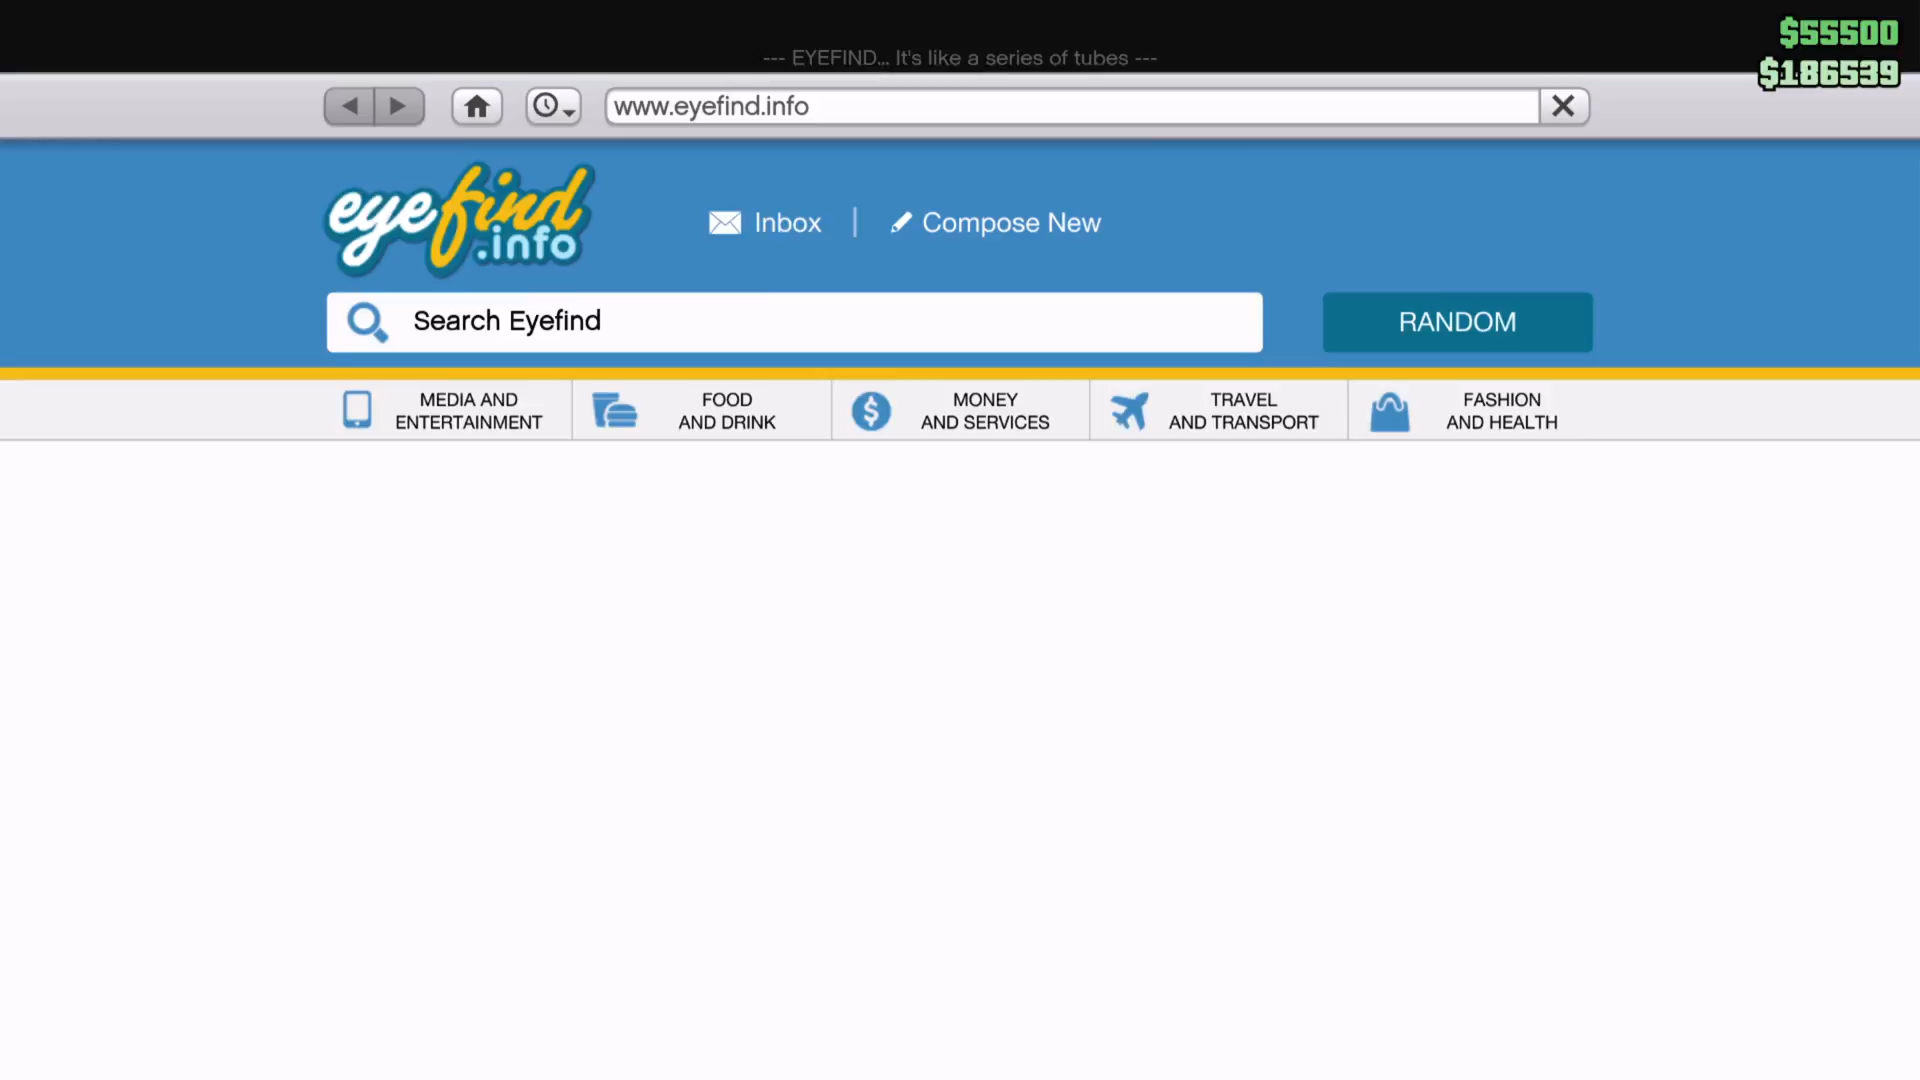 $55500
--- EYEFIND... It's like a series of tubes ---
$186539
www.eyefind.info
eyefind.info
Inbox
Compose New
Search Eyefind
RANDOM
MEDIA AND
ENTERTAINMENT
FOOD
AND DRINK
MONEY
AND SERVICES
TRAVEL
AND TRANSPORT
FASHION
AND HEALTH